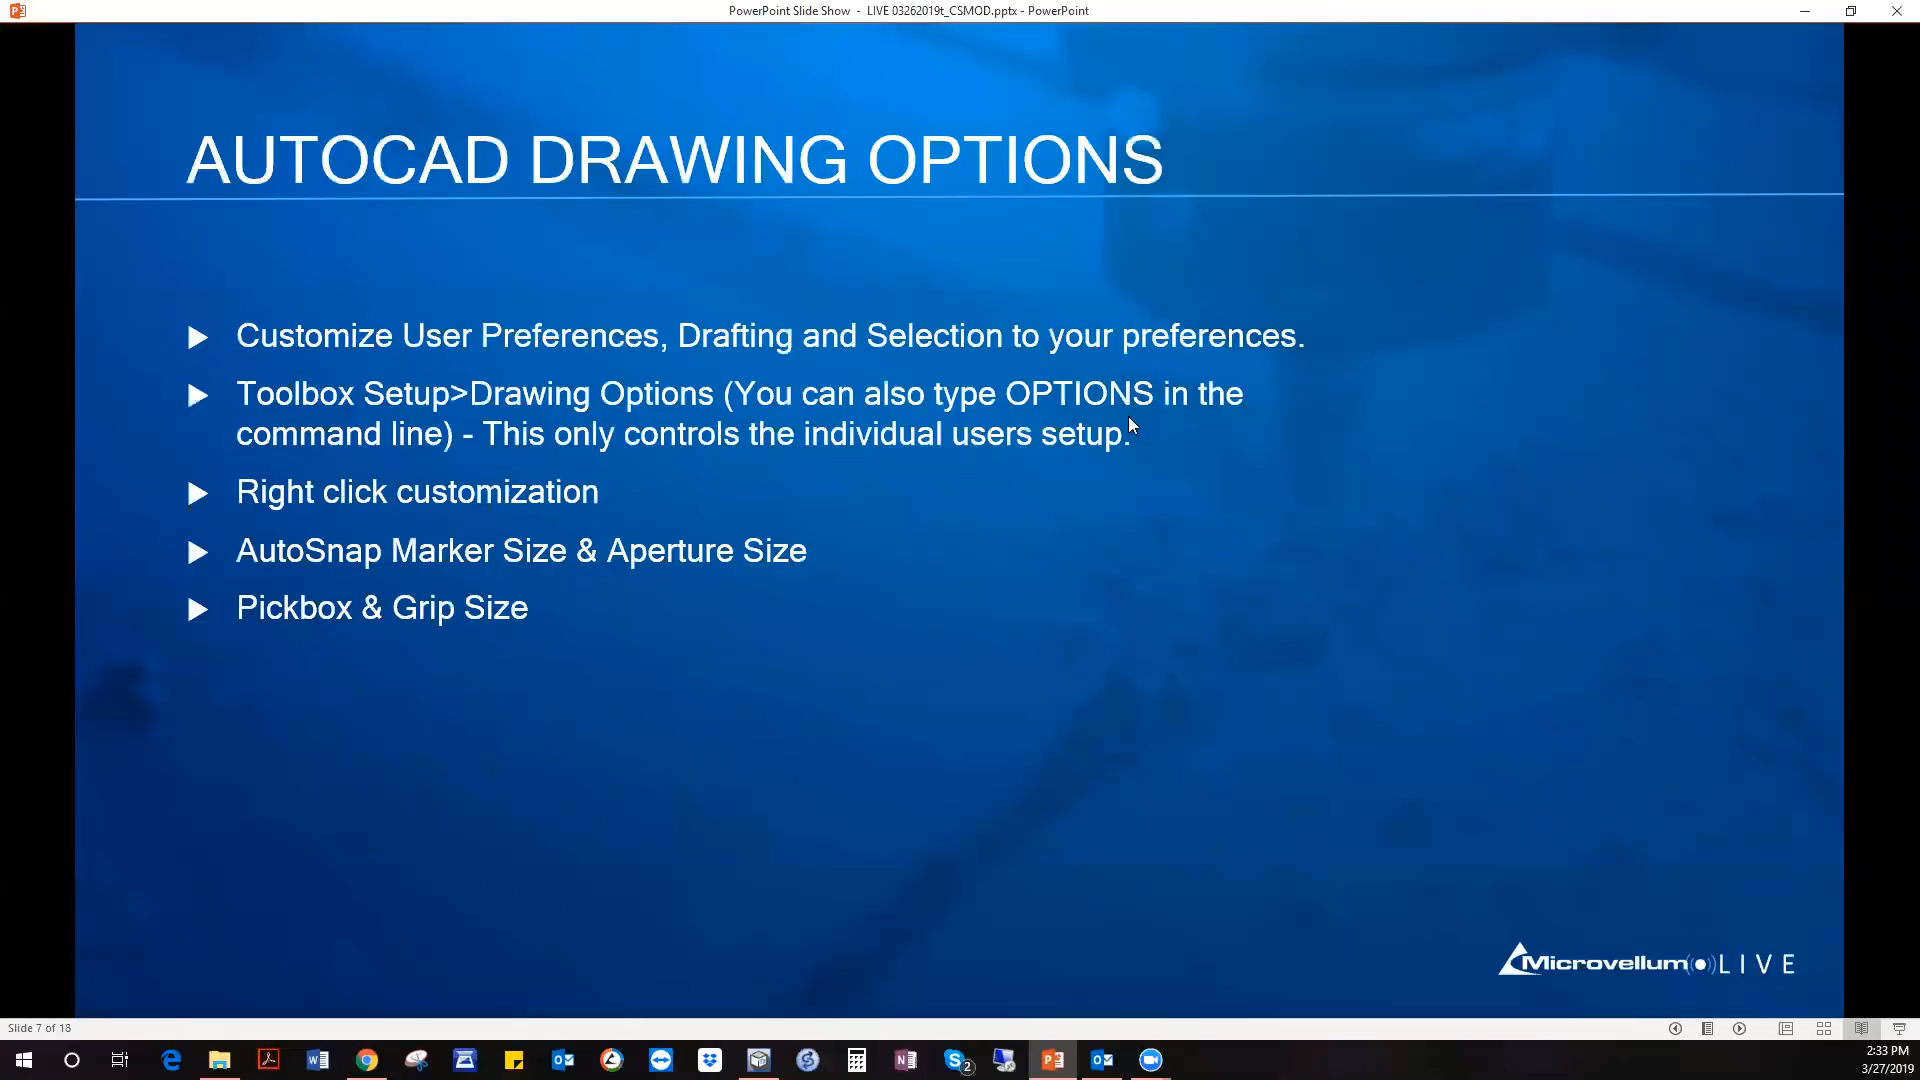 PowerPoint Slide Show - LIVE 03262019t_CSMOD.pptx - PowerPoint
AUTOCAD DRAWING OPTIONS
Customize User Preferences, Drafting and Selection to your preferences.
Toolbox Setup>Drawing Options (You can also type OPTIONS in the
command line) - This only controls the individual users setup.
Right click customization
AutoSnap Marker Size & Aperture Size
Pickbox & Grip Size
Microvellum LIVE
Slide 7 of 18
2
2:33 PM
3/27/2019